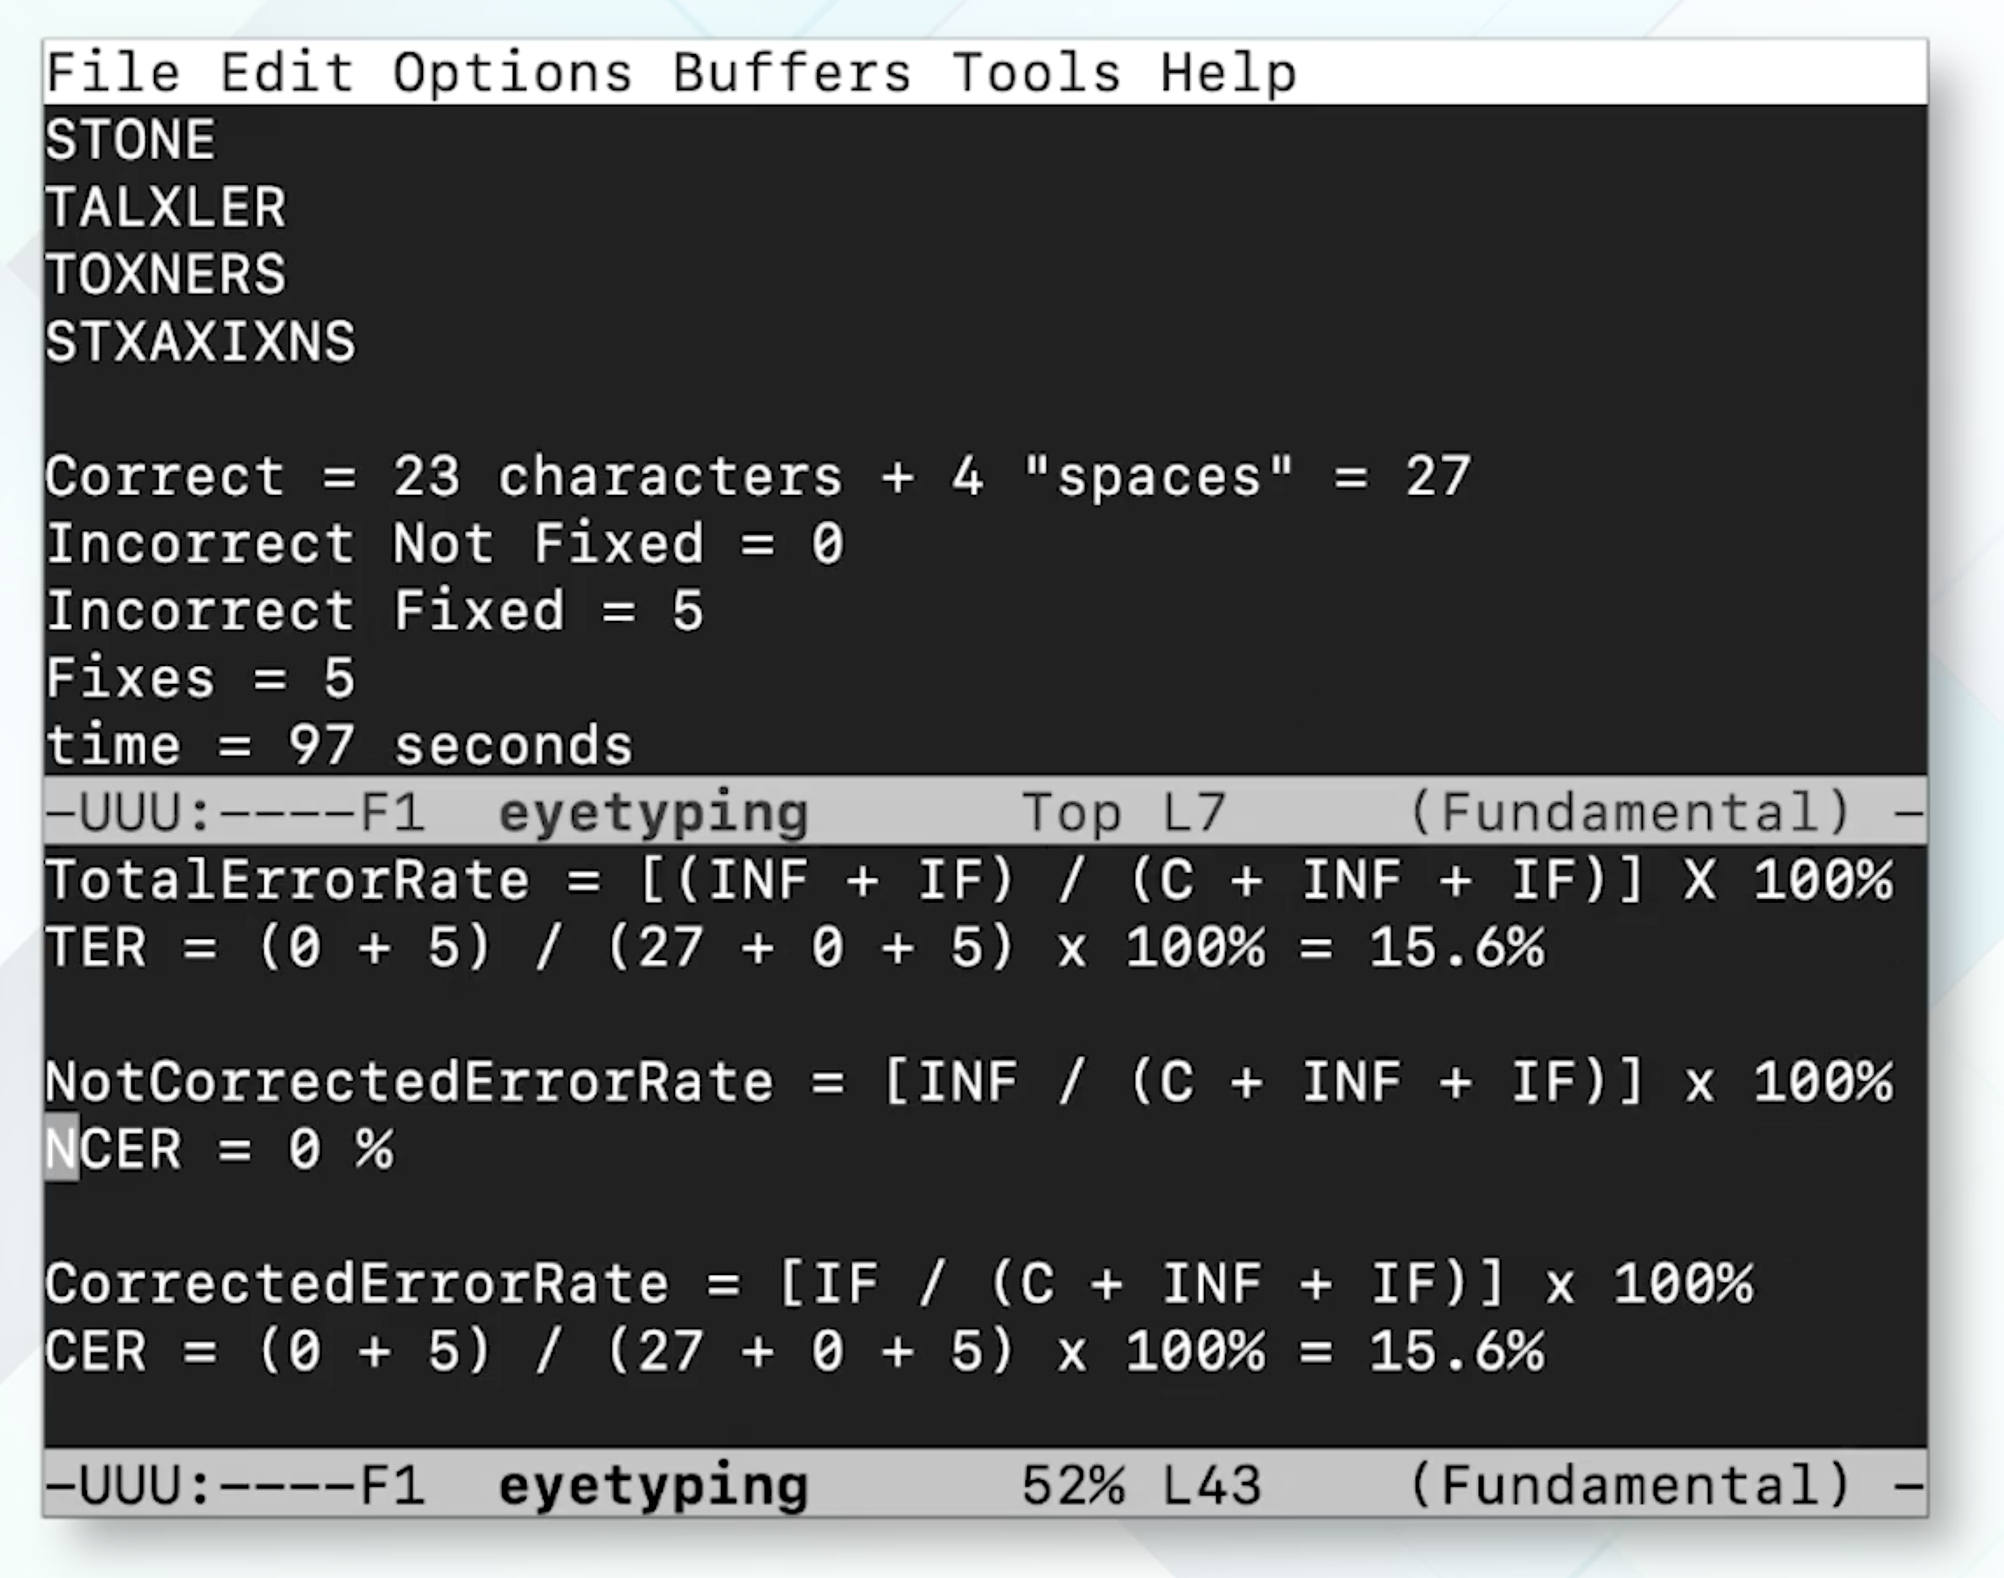 File Edit Options Buffers Tools Help
STONE
TALXLER
TOXNERS
STXAXIXNS
Correct = 23 characters + 4 "spaces" = 27
Incorrect Not Fixed = 0
Incorrect Fixed = 5
Fixes = 5
time = 97 seconds
-UUU:----F1  eyetyping      Top L7     (Fundamental) -
TotalErrorRate = [(INF + IF) / (C + INF + IF)] X 100%
TER = (0 + 5) / (27 + 0 + 5) x 100% = 15.6%
NotCorrectedErrorRate = [INF / (C + INF + IF)] x 100%
NCER = 0 %
CorrectedErrorRate = [IF / (C + INF + IF)] x 100%
CER = (0 + 5) / (27 + 0 + 5) x 100% = 15.6%
-UUU:----F1  eyetyping      52% L43    (Fundamental) -